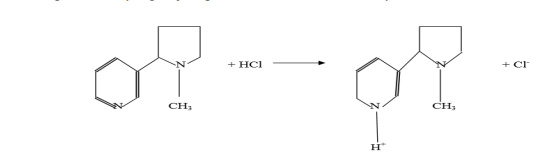 N + HCl N + Cl-
N CH₃ N CH₃
H⁺